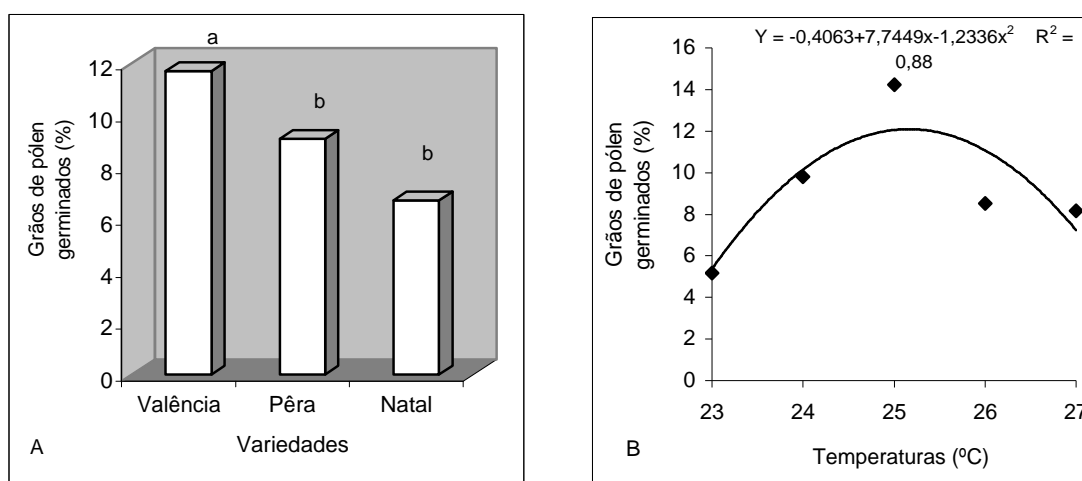 a
b
b
12
10
8
6
4
2
0
Grãos de pólen
germinados (%)
Valência Pêra Natal
Variedades
A
Y = -0,4063+7,7449x-1,2336x² R² =
0,88
16
14
12
10
8
6
4
2
0
Grãos de pólen
germinados (%)
23 24 25 26 27
Temperaturas (ºC)
B